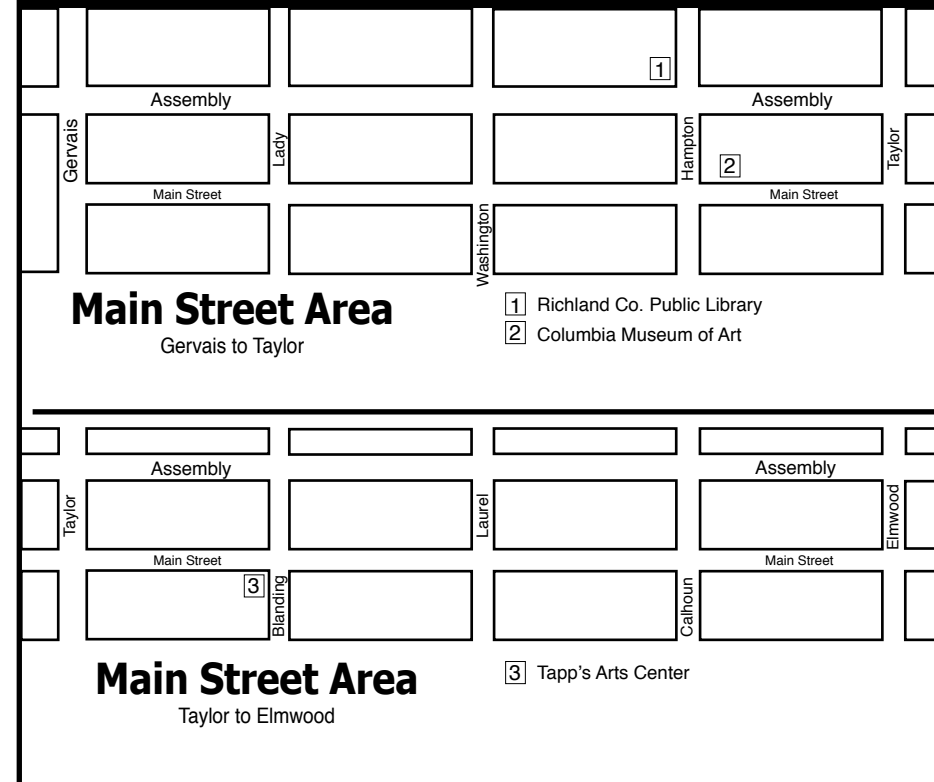 1
Assembly Assembly
Gervais
Lady
Hampton
Taylor
2
Main Street Main Street
Washington
Main Street Area
Gervais to Taylor
1 Richland Co. Public Library
2 Columbia Museum of Art
Assembly Assembly
Taylor
Laurel
Elmwood
Main Street Main Street
3
Blanding
Calhoun
Main Street Area
Taylor to Elmwood
3 Tapp's Arts Center